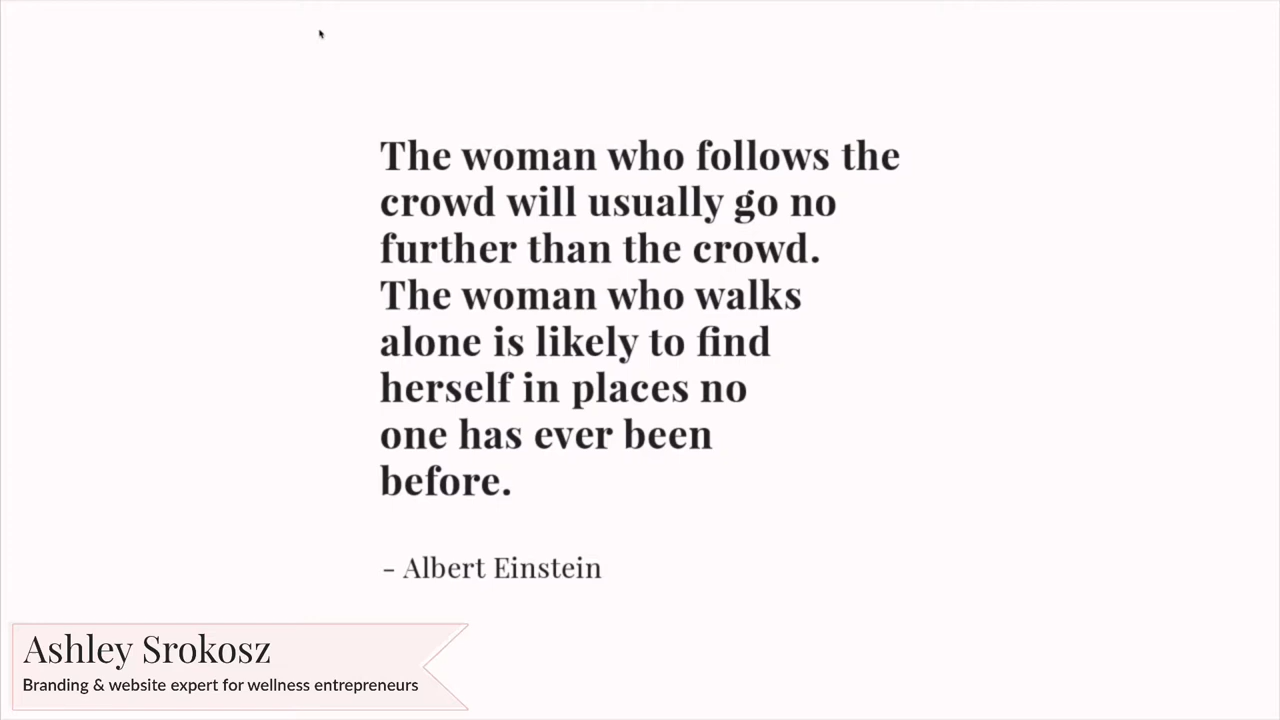 The woman who follows the
crowd will usually go no
further than the crowd.
The woman who walks
alone is likely to find
herself in places no
one has ever been
before.
- Albert Einstein
Ashley Srokosz
Branding & website expert for wellness entrepreneurs